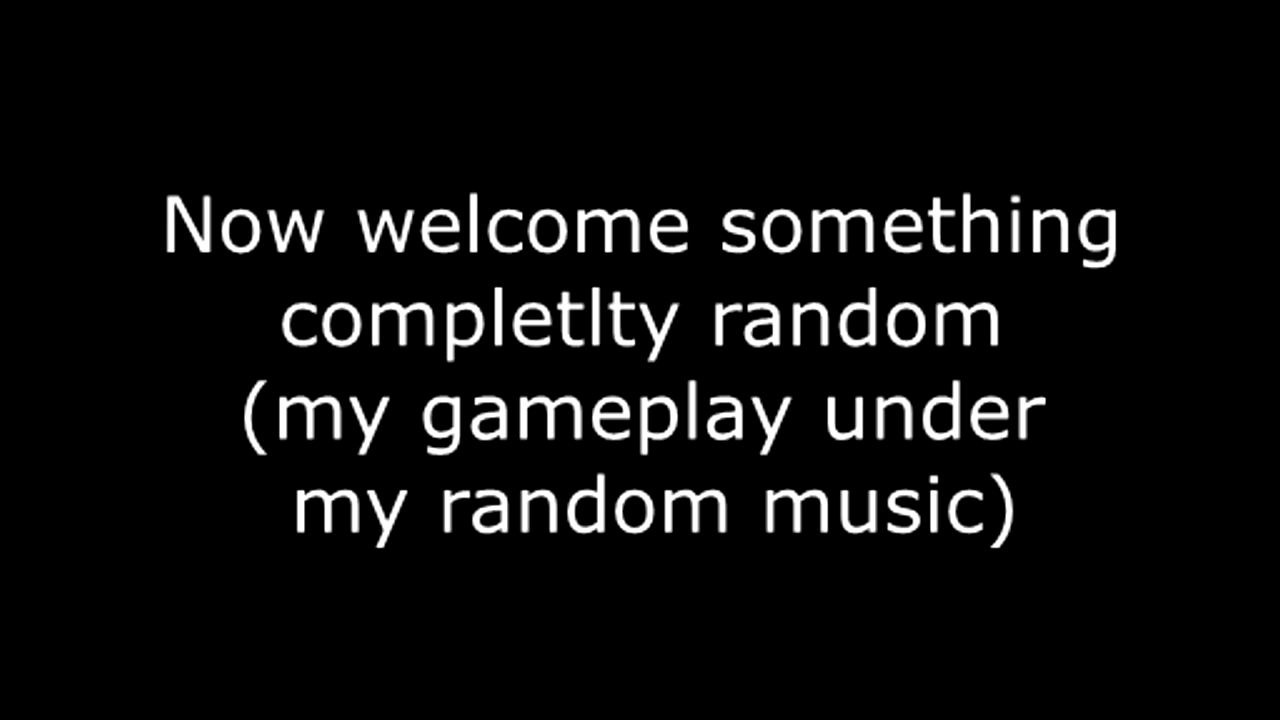 Now welcome something
completlty random
(my gameplay under
my random music)